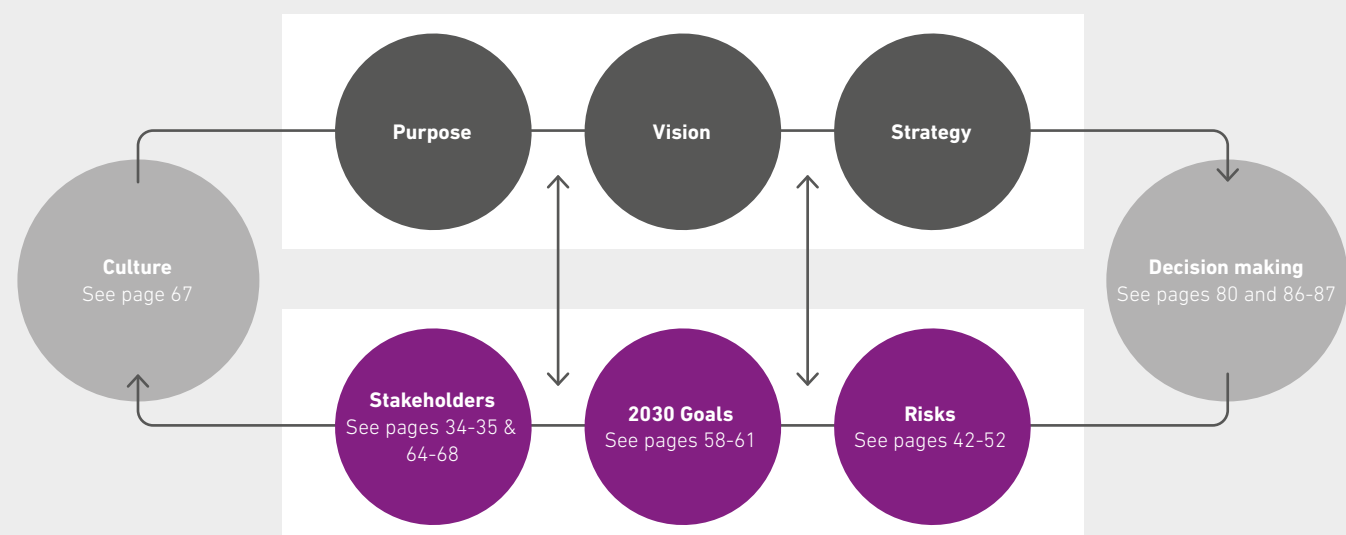 Purpose
Vision
Strategy
Culture
See page 67
Decision making
See pages 80 and 86-87
Stakeholders
See pages 34-35 &
64-68
2030 Goals
See pages 58-61
Risks
See pages 42-52